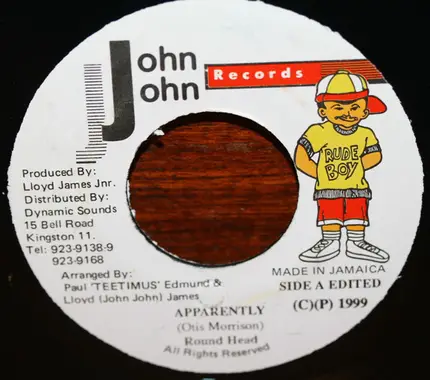 John
John
Records
RUDE
BOY
Produced By:
Lloyd James Jnr.
Distributed By:
Dynamic Sounds
15 Bell Road
Kingston 11.
Tel: 923-9138-9
923-9168
Arranged By:
Paul 'TEETIMUS' Edmund &
Lloyd (John John) James
MADE IN JAMAICA
SIDE A EDITED
(C)(P) 1999
APPARENTLY
(Otis Morrison)
Round Head
All Rights Reserved